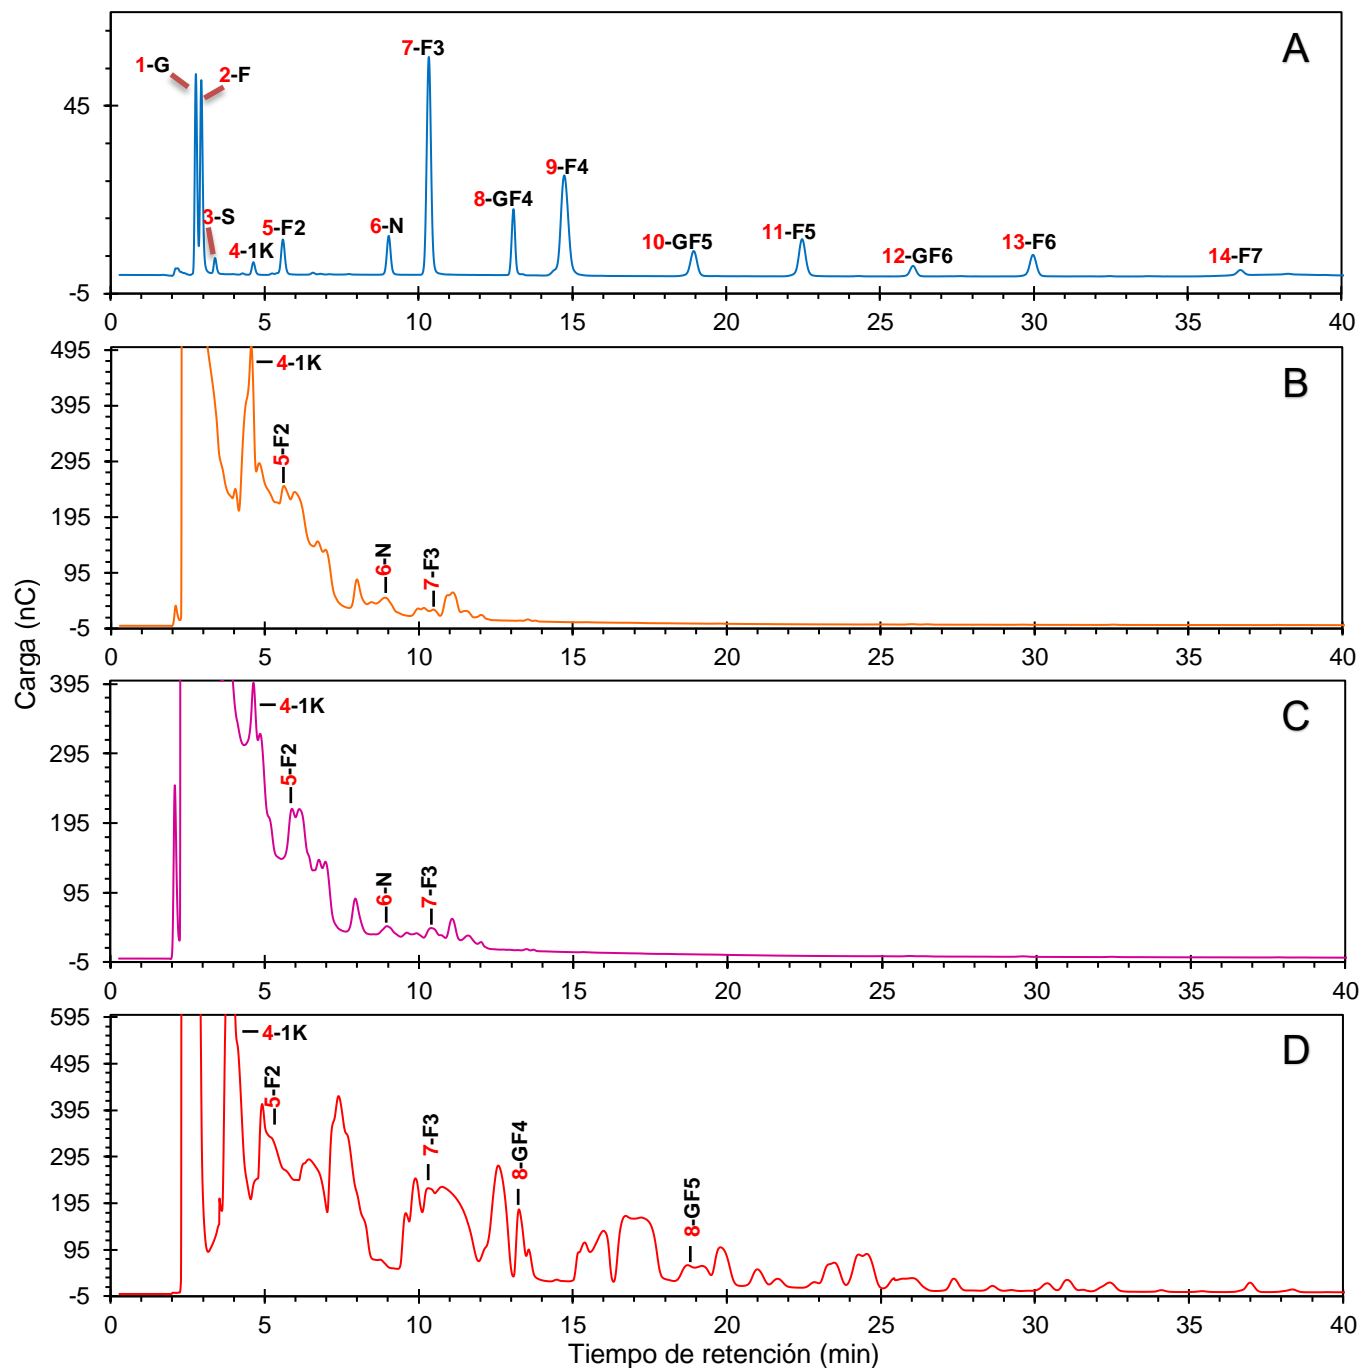 A
1-G
2-F
3-S
4-1K
5-F2
6-N
7-F3
8-GF4
9-F4
10-GF5
11-F5
12-GF6
13-F6
14-F7
45
-5
0 5 10 15 20 25 30 35 40
B
4-1K
5-F2
6-N
7-F3
495
395
295
195
95
-5
0 5 10 15 20 25 30 35 40
Carga (nC)
C
4-1K
5-F2
6-N
7-F3
395
295
195
95
-5
0 5 10 15 20 25 30 35 40
D
4-1K
5-F2
7-F3
8-GF4
8-GF5
595
495
395
295
195
95
-5
0 5 10 15 20 25 30 35 40
Tiempo de retención (min)